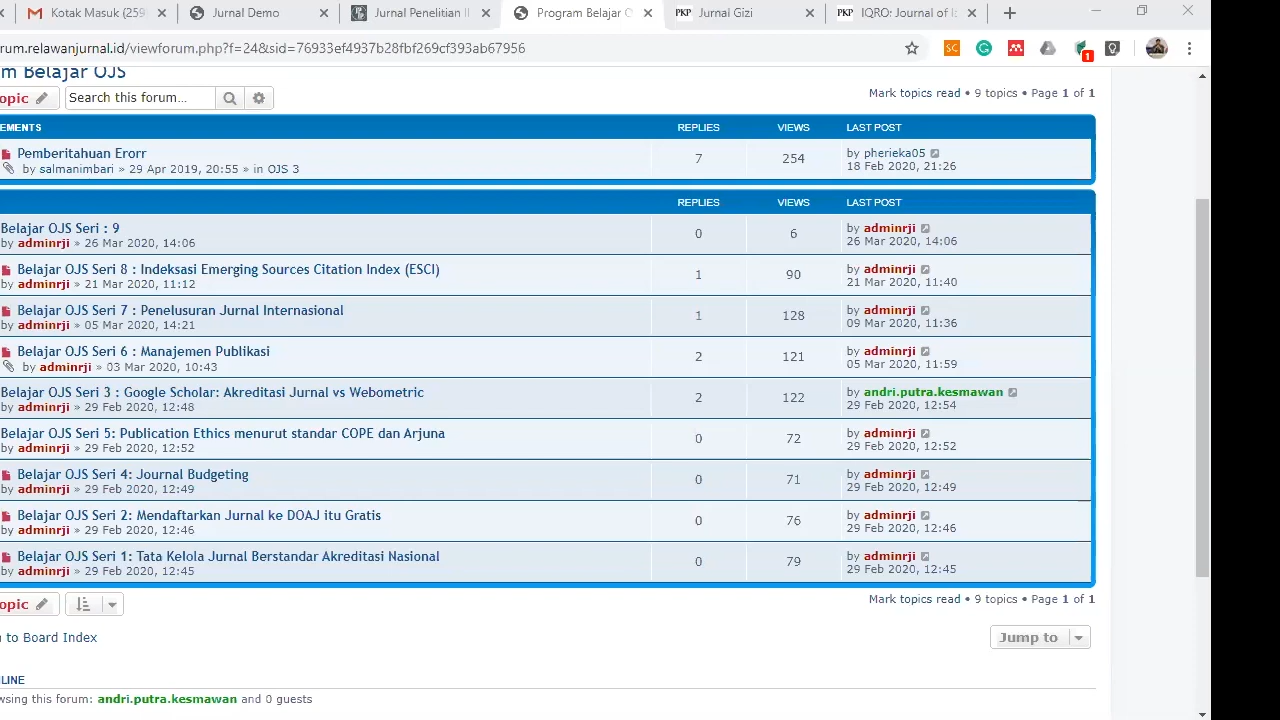 Kotak Masuk (259
Jurnal Demo
Jurnal Penelitian I
Program Belajar O
PKP Jurnal Gizi
PKP IQRO: Journal of Is
rum.relawanjurnal.id/viewforum.php?f=24&sid=76933ef4937b28fbf269cf393ab67956
SC
1
m Belajar OJS
opic
Search this forum…
Mark topics read • 9 topics • Page 1 of 1
EMENTS
REPLIES
VIEWS
LAST POST
Pemberitahuan Erorr
by salmanimbari » 29 Apr 2019, 20:55 » in OJS 3
7
254
by pherieka05
18 Feb 2020, 21:26
REPLIES
VIEWS
LAST POST
Belajar OJS Seri : 9
by adminrji » 26 Mar 2020, 14:06
0
6
by adminrji
26 Mar 2020, 14:06
Belajar OJS Seri 8 : Indeksasi Emerging Sources Citation Index (ESCI)
by adminrji » 21 Mar 2020, 11:12
1
90
by adminrji
21 Mar 2020, 11:40
Belajar OJS Seri 7 : Penelusuran Jurnal Internasional
by adminrji » 05 Mar 2020, 14:21
1
128
by adminrji
09 Mar 2020, 11:36
Belajar OJS Seri 6 : Manajemen Publikasi
by adminrji » 03 Mar 2020, 10:43
2
121
by adminrji
05 Mar 2020, 11:59
Belajar OJS Seri 3 : Google Scholar: Akreditasi Jurnal vs Webometric
by adminrji » 29 Feb 2020, 12:48
2
122
by andri.putra.kesmawan
29 Feb 2020, 12:54
Belajar OJS Seri 5: Publication Ethics menurut standar COPE dan Arjuna
by adminrji » 29 Feb 2020, 12:52
0
72
by adminrji
29 Feb 2020, 12:52
Belajar OJS Seri 4: Journal Budgeting
by adminrji » 29 Feb 2020, 12:49
0
71
by adminrji
29 Feb 2020, 12:49
Belajar OJS Seri 2: Mendaftarkan Jurnal ke DOAJ itu Gratis
by adminrji » 29 Feb 2020, 12:46
0
76
by adminrji
29 Feb 2020, 12:46
Belajar OJS Seri 1: Tata Kelola Jurnal Berstandar Akreditasi Nasional
by adminrji » 29 Feb 2020, 12:45
0
79
by adminrji
29 Feb 2020, 12:45
opic
Mark topics read • 9 topics • Page 1 of 1
to Board Index
Jump to
LINE
wsing this forum: andri.putra.kesmawan and 0 guests